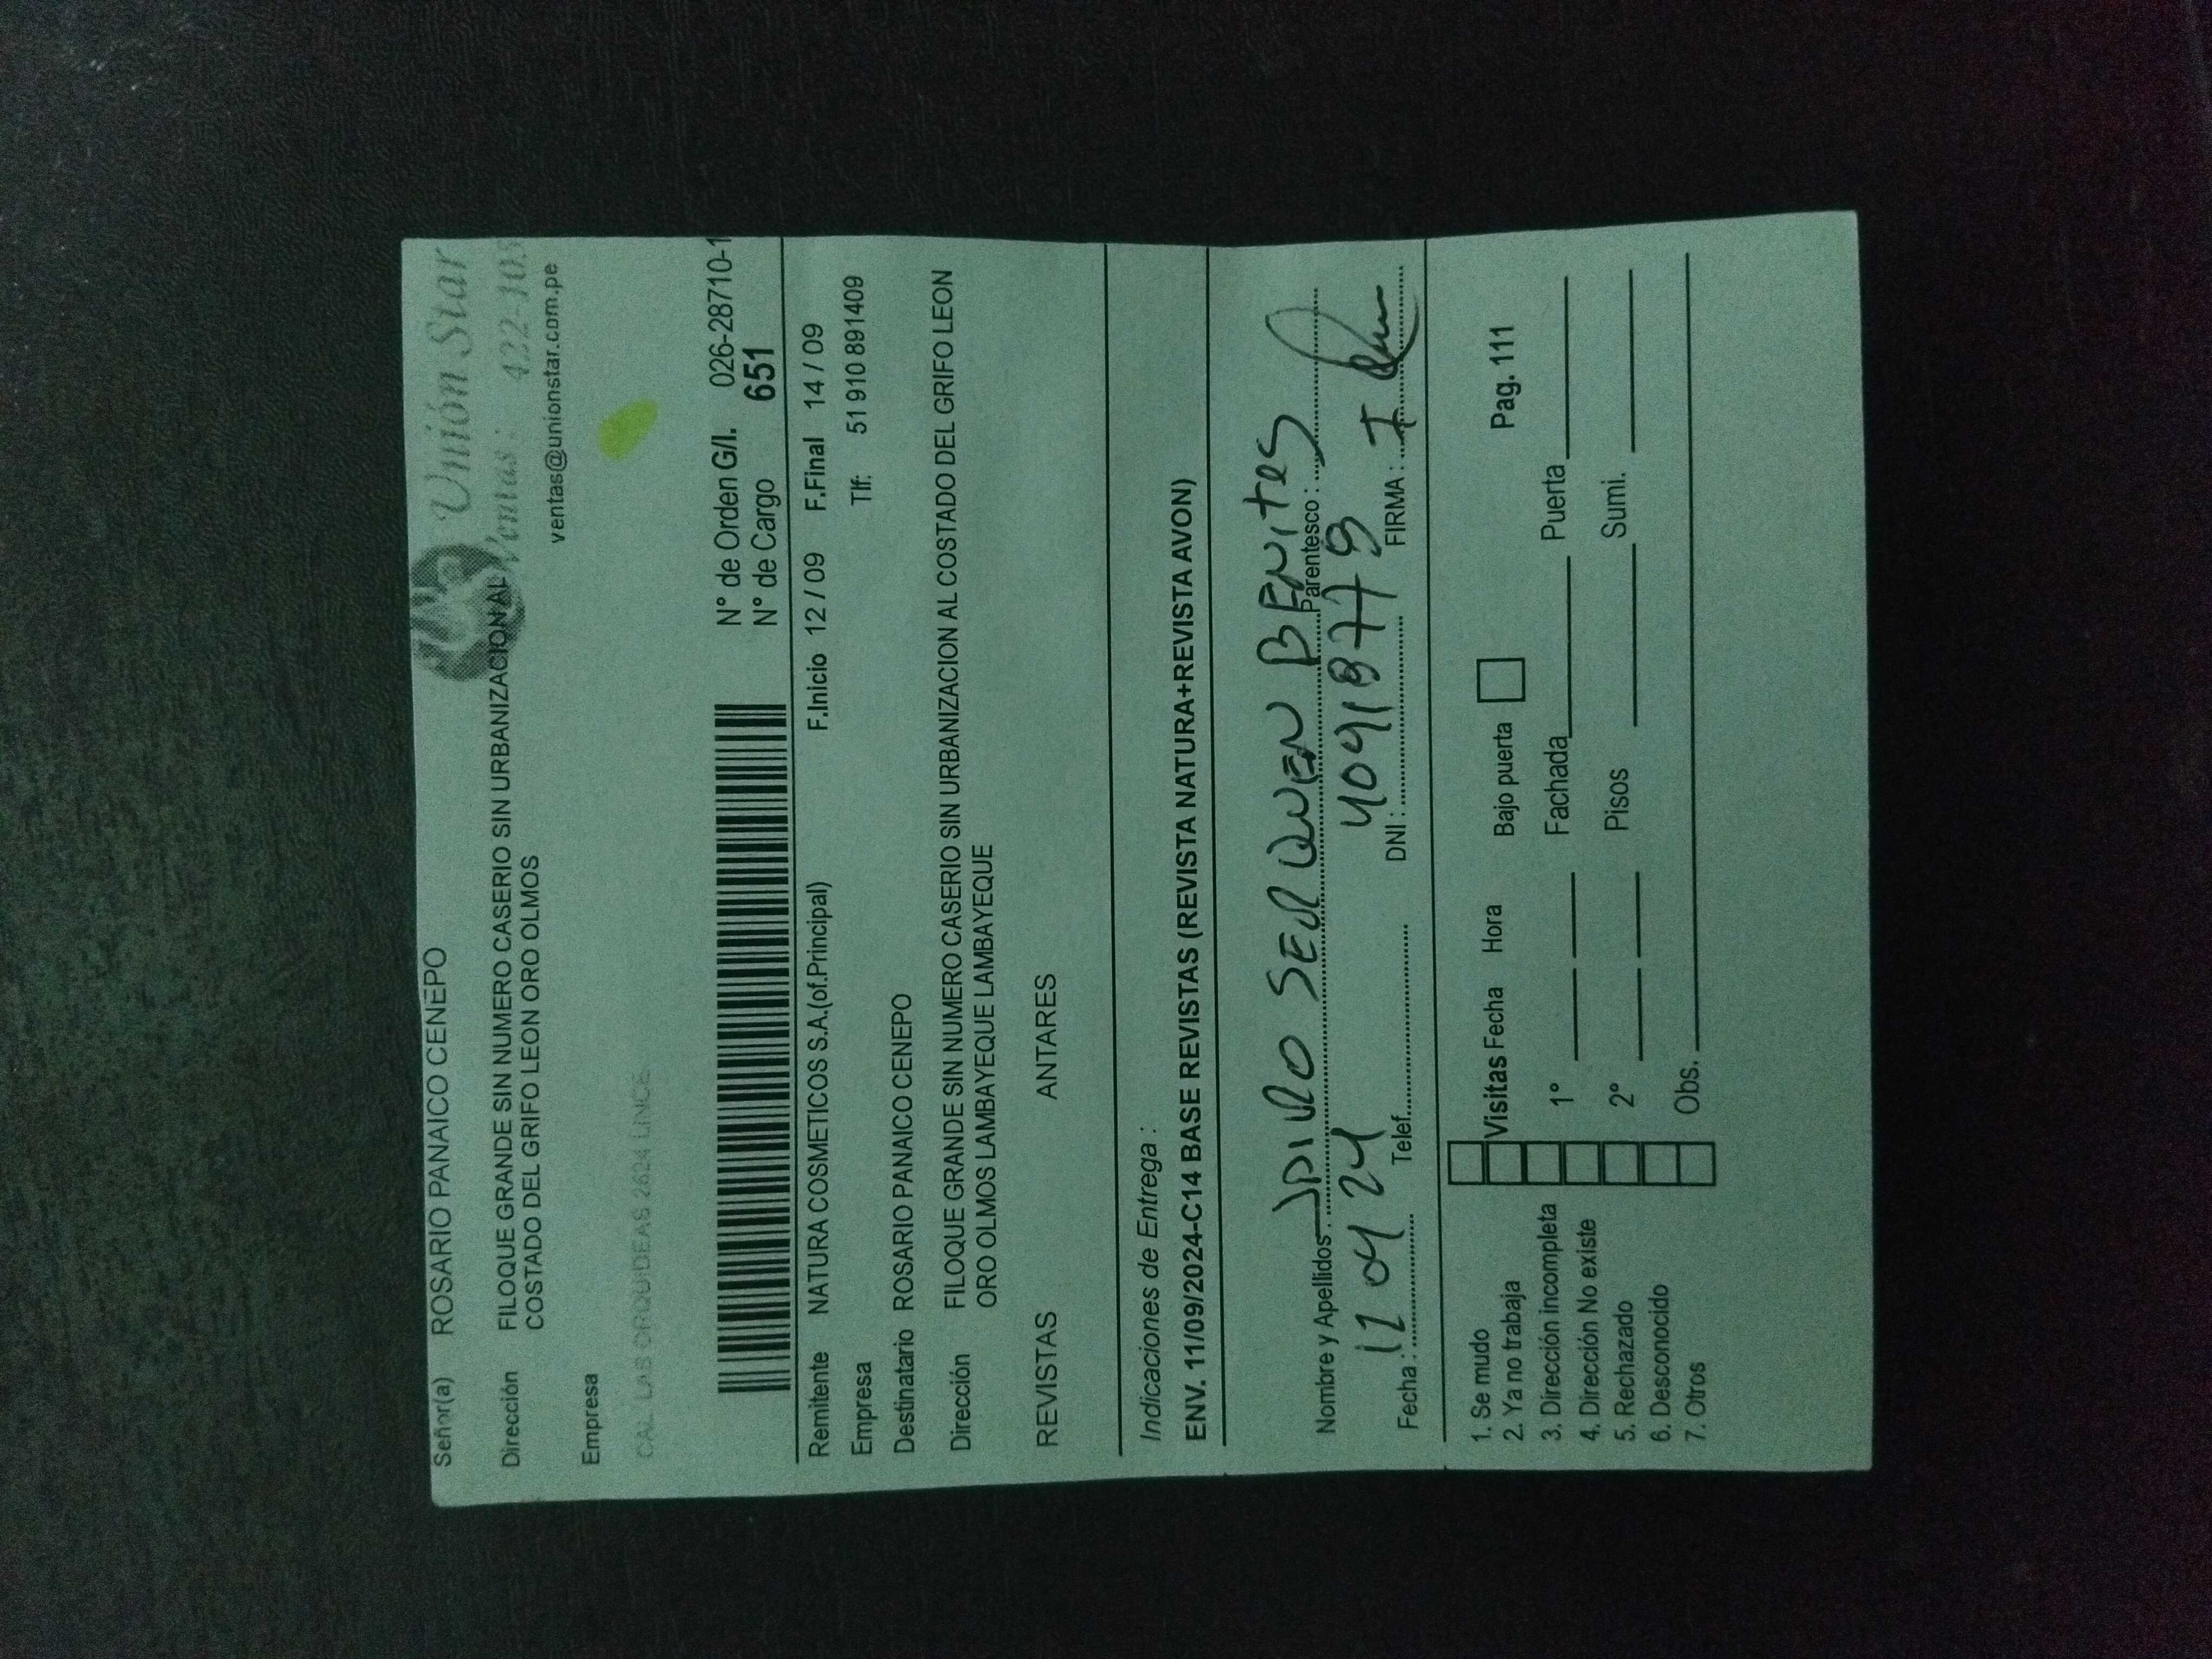 Señor(a) ROSARIO PANAICO CENEPO
Unión Star
Ventas : 422-105
Dirección FILOQUE GRANDE SIN NUMERO CASERIO SIN URBANIZACIONAL
COSTADO DEL GRIFO LEON ORO OLMOS
ventas@unionstar.com.pe
Empresa
CAL LAS ORQUIDEAS 2624 LINCE
N° de Orden G/I. 026-28710-1
N° de Cargo 651
Remitente NATURA COSMETICOS S.A.(of.Principal) F.Inicio 12 / 09 F.Final 14 / 09
Empresa Tlf: 51 910 891409
Destinatario ROSARIO PANAICO CENEPO
Dirección FILOQUE GRANDE SIN NUMERO CASERIO SIN URBANIZACION AL COSTADO DEL GRIFO LEON
ORO OLMOS LAMBAYEQUE LAMBAYEQUE
REVISTAS ANTARES
Indicaciones de Entrega :
ENV. 11/09/2024-C14 BASE REVISTAS (REVISTA NATURA+REVISTA AVON)
Nombre y Apellidos: SERQUEN BENITES Parentesco :
Fecha : 24 Telef. DNI : 40918779 FIRMA :
1. Se mudo
2. Ya no trabaja Visitas Fecha Hora Bajo puerta Pag. 111
3. Dirección incompleta 1° Fachada Puerta
4. Dirección No existe
5. Rechazado 2° Pisos Sumi.
6. Desconocido
7. Otros Obs.